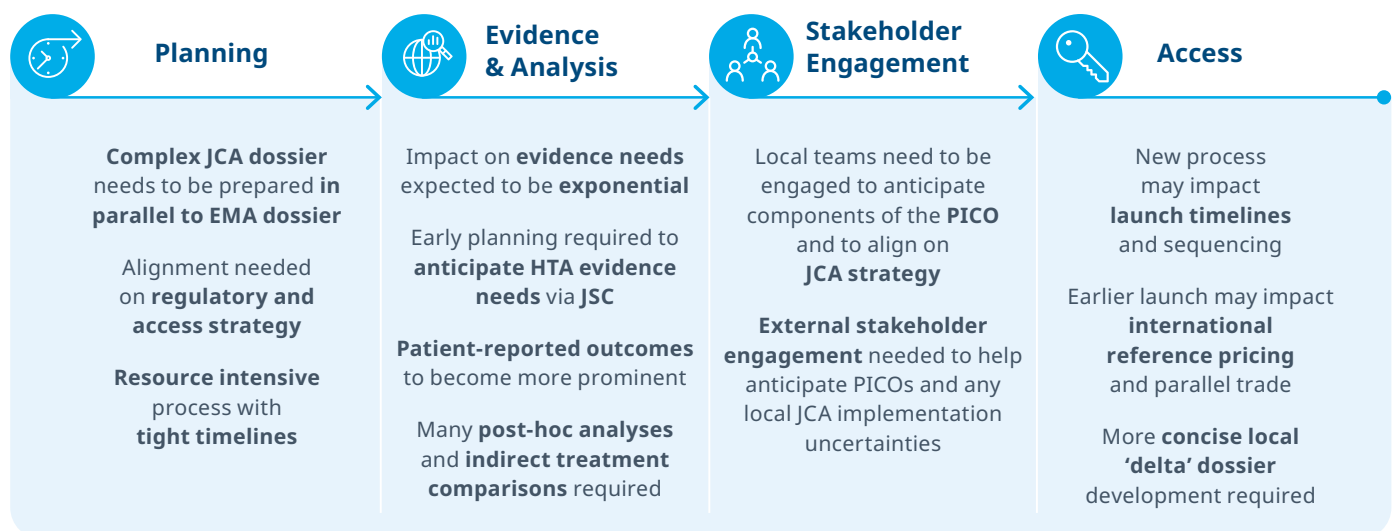 Planning
Complex JCA dossier
needs to be prepared in
parallel to EMA dossier
Alignment needed
on regulatory and
access strategy
Resource intensive
process with
tight timelines
Evidence
& Analysis
Impact on evidence needs
expected to be exponential
Early planning required to
anticipate HTA evidence
needs via JSC
Patient-reported outcomes
to become more prominent
Many post-hoc analyses
and indirect treatment
comparisons required
Stakeholder
Engagement
Local teams need to be
engaged to anticipate
components of the PICO
and to align on
JCA strategy
External stakeholder
engagement needed to help
anticipate PICOs and any
local JCA implementation
uncertainties
Access
New process
may impact
launch timelines
and sequencing
Earlier launch may impact
international
reference pricing
and parallel trade
More concise local
‘delta’ dossier
development required